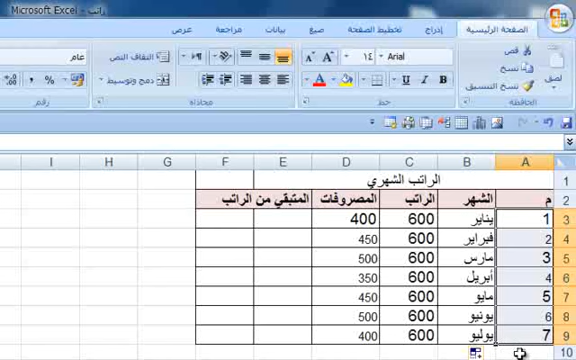 راتب - Microsoft Excel
الصفحة الرئيسية إدراج تخطيط الصفحة صيغ بيانات مراجعة عرض
قص
نسخ
نسخ التنسيق
لصق
الحافظة
Arial ١٤
خط
التفاف النص
دمج وتوسيط
محاذاة
عام
رقم
A B C D E F G H I
1 الراتب الشهري
2 م الشهر الراتب المصروفات المتبقي من الراتب
3 1 يناير 600 400
4 2 فبراير 600 450
5 3 مارس 600 500
6 4 أبريل 600 350
7 5 مايو 600 450
8 6 يونيو 600 500
9 7 يوليو 600 400
10